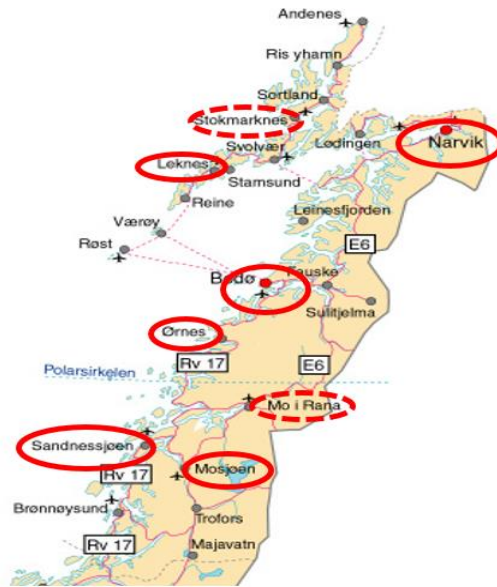 Andenes
Ris yhamn
Sortland
Stokmarknes
Svolvær
Lødingen
Narvik
Leknes
Stamsund
Reine
Leinesfjorden
Værøy
Røst
E6
Bodø
Fauske
Sulitjelma
Ørnes
Rv 17
E6
Polarsirkelen
Mo i Rana
Sandnessjøen
Rv 17
Mosjøen
Brønnøysund
Trofors
Rv 17
Majavatn